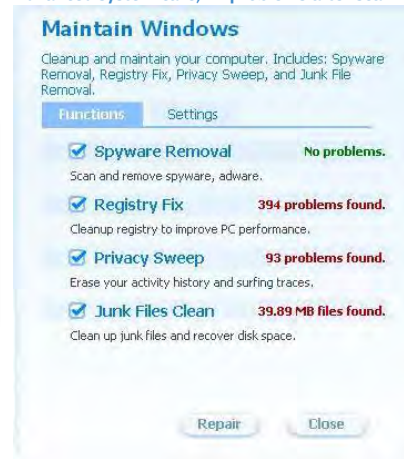 Maintain Windows
Cleanup and maintain your computer. Includes: Spyware
Removal, Registry Fix, Privacy Sweep, and Junk File
Removal.
Functions Settings
Spyware Removal No problems.
Scan and remove spyware, adware.
Registry Fix 394 problems found.
Cleanup registry to improve PC performance.
Privacy Sweep 93 problems found.
Erase your activity history and surfing traces.
Junk Files Clean 39.89 MB files found.
Clean up junk files and recover disk space.
Repair Close